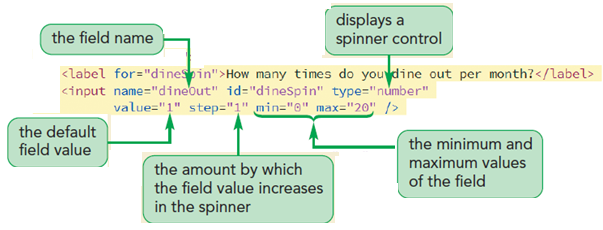 displays a
spinner control
the field name
<label for="dineSpin">How many times do you dine out per month?</label>
<input name="dineOut" id="dineSpin" type="number"
value="1" step="1" min="0" max="20" />
the default
field value
the amount by which
the field value increases
in the spinner
the minimum and
maximum values
of the field